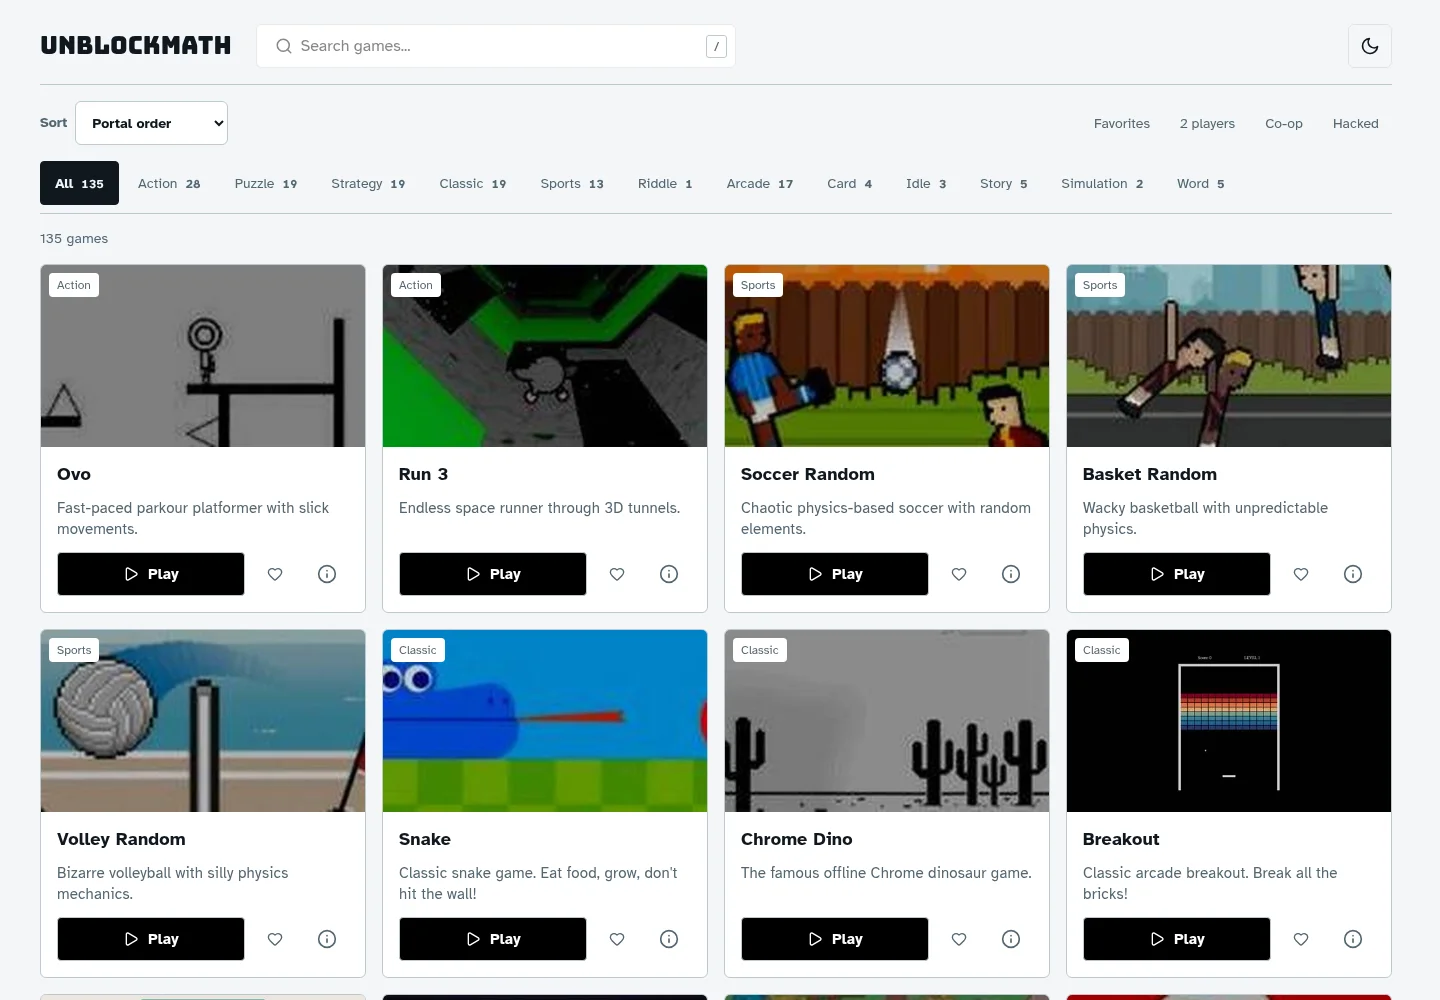 UNBLOCKMATH
Search games...
/
Sort
Portal order
Favorites
2 players
Co-op
Hacked
All 135
Action 28
Puzzle 19
Strategy 19
Classic 19
Sports 13
Riddle 1
Arcade 17
Card 4
Idle 3
Story 5
Simulation 2
Word 5
135 games
Action
Ovo
Fast-paced parkour platformer with slick
movements.
Play
Action
Run 3
Endless space runner through 3D tunnels.
Play
Sports
Soccer Random
Chaotic physics-based soccer with random
elements.
Play
Sports
Basket Random
Wacky basketball with unpredictable
physics.
Play
Sports
Volley Random
Bizarre volleyball with silly physics
mechanics.
Play
Classic
Snake
Classic snake game. Eat food, grow, don't
hit the wall!
Play
Classic
Chrome Dino
The famous offline Chrome dinosaur game.
Play
Classic
Breakout
Classic arcade breakout. Break all the
bricks!
Play